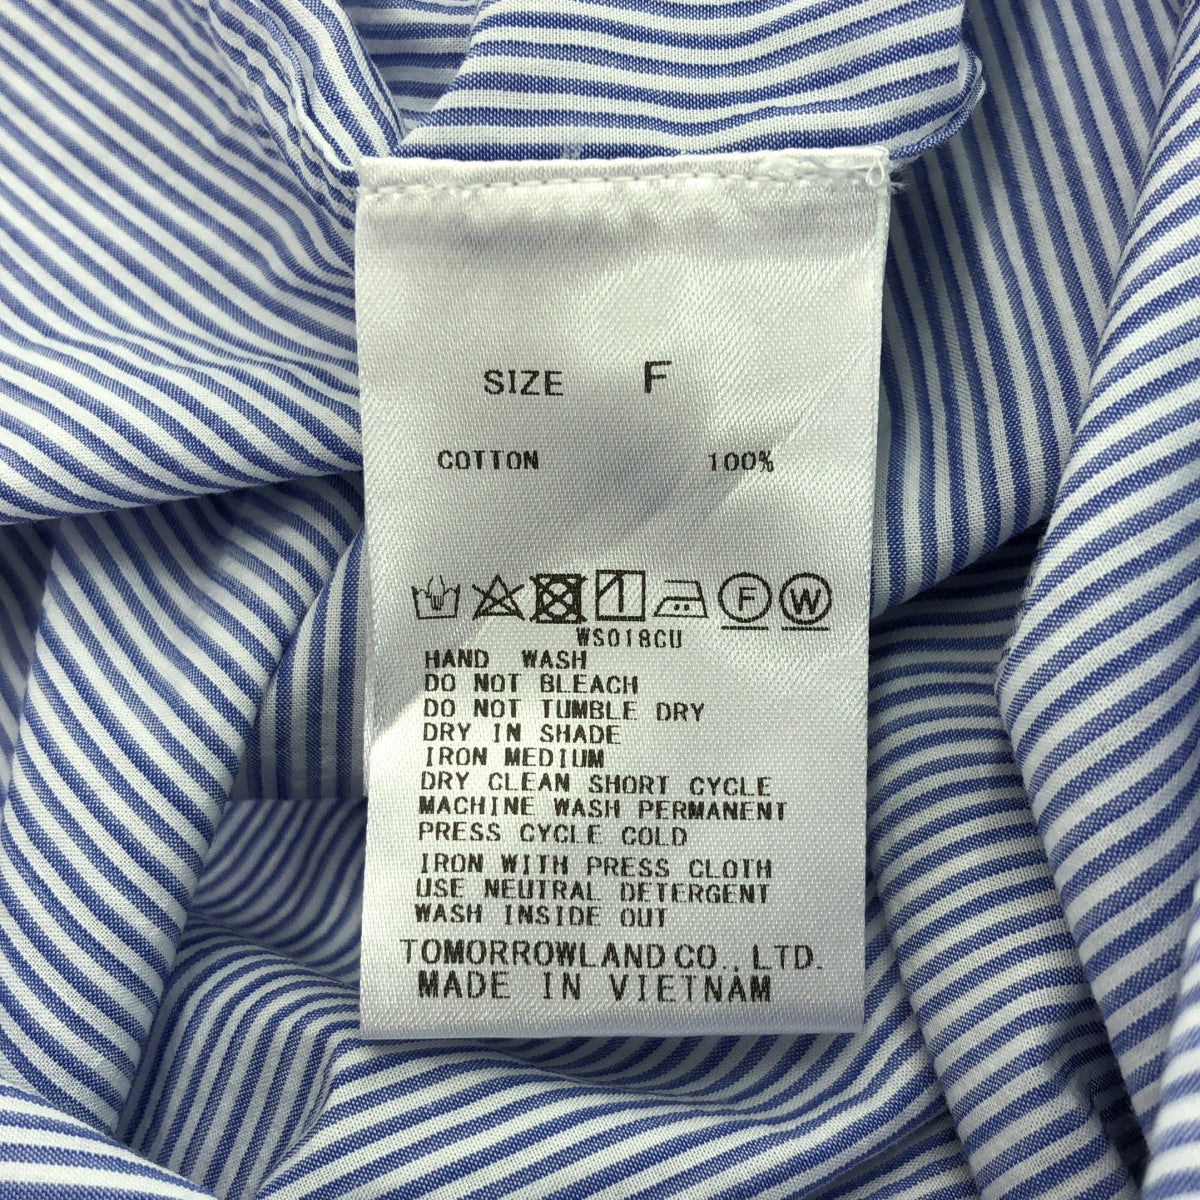 SIZE F
COTTON 100%
F W
WS018CU
HAND WASH
DO NOT BLEACH
DO NOT TUMBLE DRY
DRY IN SHADE
IRON MEDIUM
DRY CLEAN SHORT CYCLE
MACHINE WASH PERMANENT
PRESS CYCLE COLD
IRON WITH PRESS CLOTH
USE NEUTRAL DETERGENT
WASH INSIDE OUT
TOMORROWLAND CO., LTD.
MADE IN VIETNAM